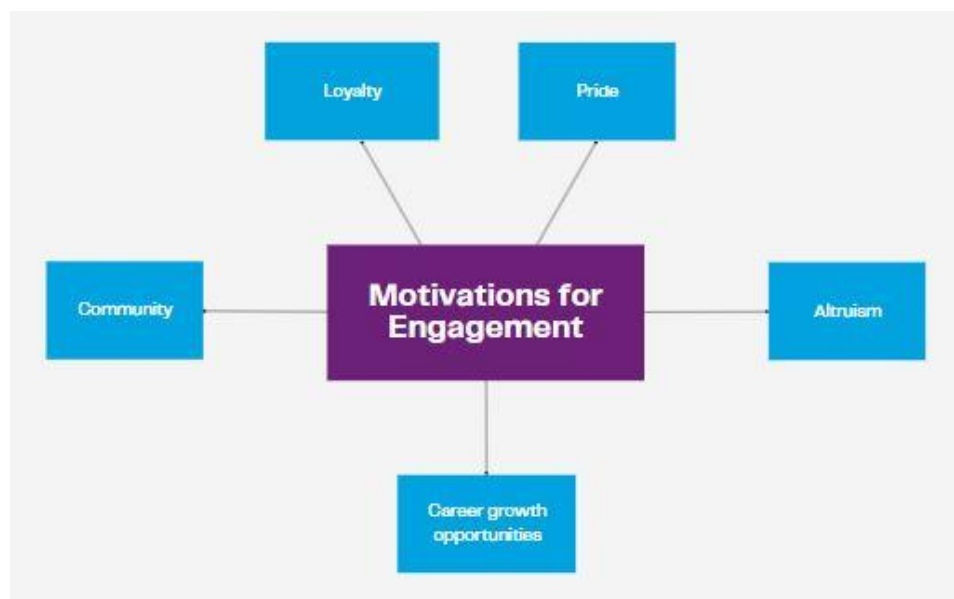 Loyalty
Pride
Motivations for
Engagement
Community
Altruism
Career growth
opportunities